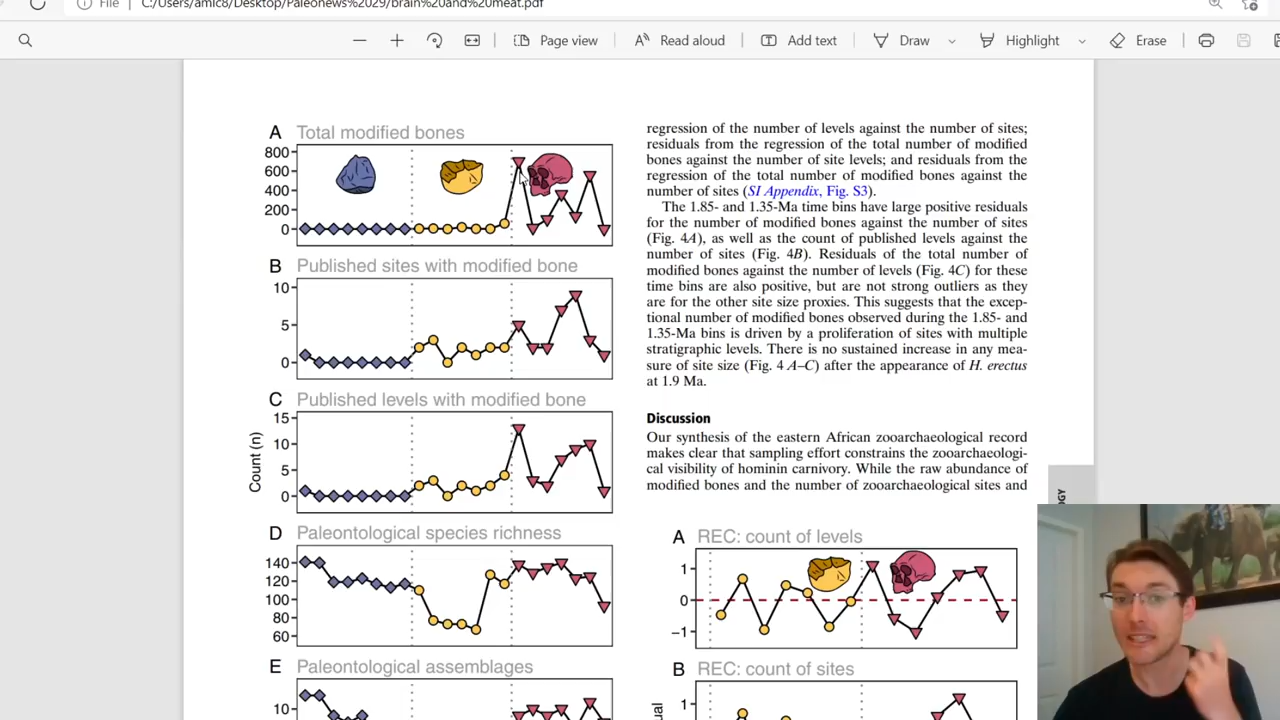 File
C:/Users/amic8/Desktop/Paleonews%2029/brain%20and%20meat.pdf
Page view
Read aloud
Add text
Draw
Highlight
Erase
A Total modified bones
800
600
400
200
0
B Published sites with modified bone
10
5
0
C Published levels with modified bone
15
10
5
0
Count (n)
D Paleontological species richness
140
120
100
80
60
E Paleontological assemblages
10
regression of the number of levels against the number of sites;
residuals from the regression of the total number of modified
bones against the number of site levels; and residuals from the
regression of the total number of modified bones against the
number of sites (SI Appendix, Fig. S3).
The 1.85- and 1.35-Ma time bins have large positive residuals
for the number of modified bones against the number of sites
(Fig. 4A), as well as the count of published levels against the
number of sites (Fig. 4B). Residuals of the total number of
modified bones against the number of levels (Fig. 4C) for these
time bins are also positive, but are not strong outliers as they
are for the other site size proxies. This suggests that the excep-
tional number of modified bones observed during the 1.85- and
1.35-Ma bins is driven by a proliferation of sites with multiple
stratigraphic levels. There is no sustained increase in any mea-
sure of site size (Fig. 4 A–C) after the appearance of H. erectus
at 1.9 Ma.
Discussion
Our synthesis of the eastern African zooarchaeological record
makes clear that sampling effort constrains the zooarchaeologi-
cal visibility of hominin carnivory. While the raw abundance of
modified bones and the number of zooarchaeological sites and
A REC: count of levels
1
0
−1
B REC: count of sites
1